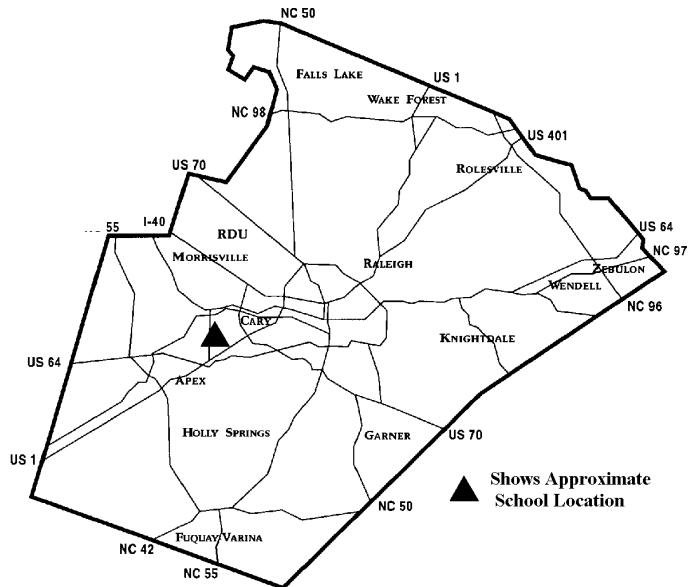 NC 50
FALLS LAKE
US 1
WAKE FOREST
NC 98
US 401
US 70
ROLESVILLE
55
I-40
RDU
US 64
MORRISVILLE
NC 97
RALEIGH
ZEBULON
WENDELL
NC 96
CARY
KNIGHTDALE
US 64
APEX
HOLLY SPRINGS
GARNER
US 70
US 1
Shows Approximate
School Location
NC 50
FUQUAY VARINA
NC 42
NC 55